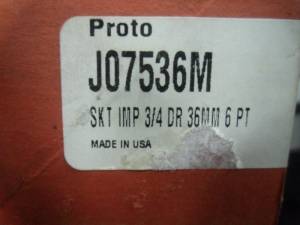 Proto
J07536M
SKT IMP 3/4 DR 36MM 6 PT
MADE IN USA